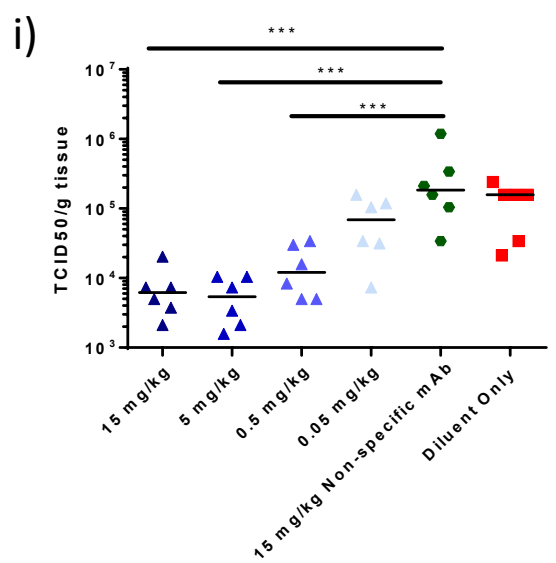 i)
***
***
***
10^7
10^6
10^5
10^4
10^3
TCID50/g tissue
15 mg/kg
5 mg/kg
0.5 mg/kg
0.05 mg/kg
15 mg/kg Non-specific mAb
Diluent Only